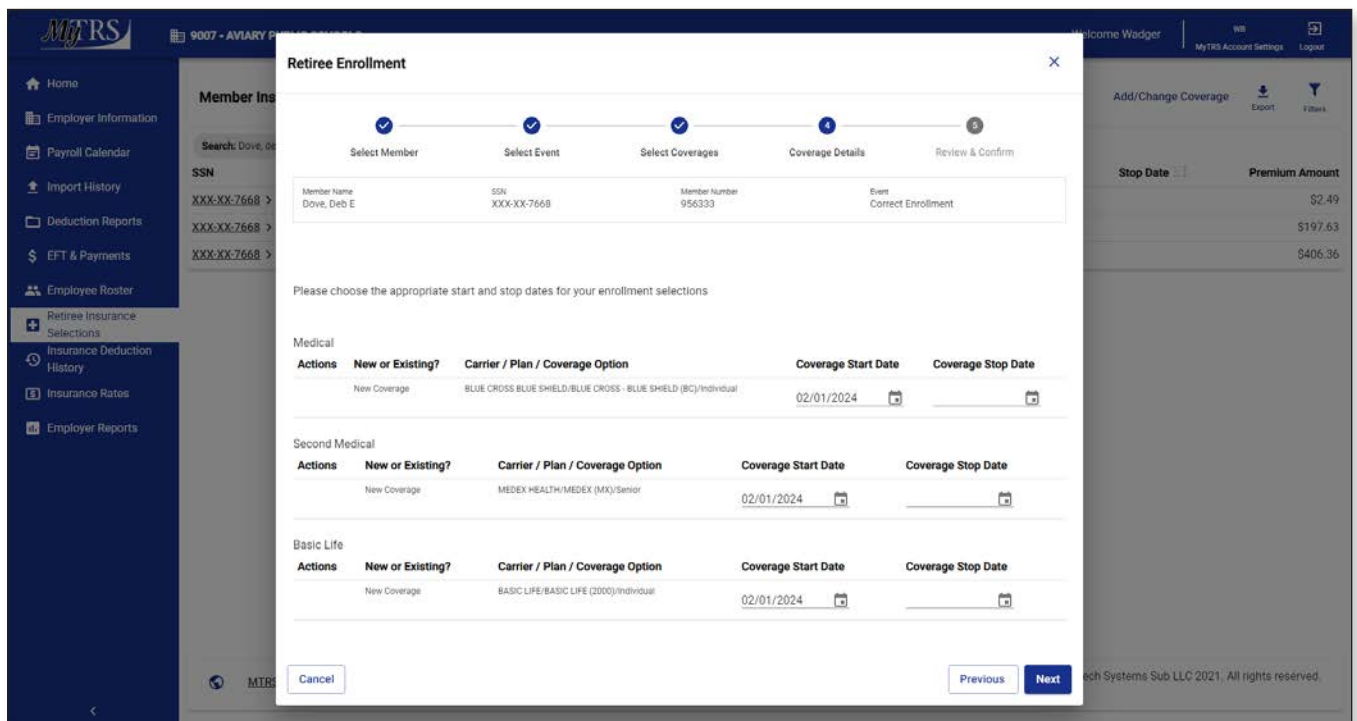 MyTRS
9007 - AVIARY
Welcome Wadger
WB
MyTRS Account Settings
Logout
Home
Employer Information
Payroll Calendar
Import History
Deduction Reports
EFT & Payments
Employee Roster
Retiree Insurance
Selections
Insurance Deduction
History
Insurance Rates
Employer Reports
Member Ins
Add/Change Coverage
Export
Filters
Search: Dove, de
SSN
Stop Date
Premium Amount
XXX-XX-7668 >
$2.49
XXX-XX-7668 >
$197.63
XXX-XX-7668 >
$406.36
Retiree Enrollment
Select Member
Select Event
Select Coverages
4
Coverage Details
5
Review & Confirm
Member Name
SSN
Member Number
Event
Dove, Deb E
XXX-XX-7668
956333
Correct Enrollment
Please choose the appropriate start and stop dates for your enrollment selections
Medical
Actions New or Existing? Carrier / Plan / Coverage Option Coverage Start Date Coverage Stop Date
New Coverage BLUE CROSS BLUE SHIELD/BLUE CROSS - BLUE SHIELD (BC)/Individual 02/01/2024
Second Medical
Actions New or Existing? Carrier / Plan / Coverage Option Coverage Start Date Coverage Stop Date
New Coverage MEDEX HEALTH/MEDEX (MX)/Senior 02/01/2024
Basic Life
Actions New or Existing? Carrier / Plan / Coverage Option Coverage Start Date Coverage Stop Date
New Coverage BASIC LIFE/BASIC LIFE (2000)/Individual 02/01/2024
Cancel
Previous
Next
MTRS
ech Systems Sub LLC 2021. All rights reserved.